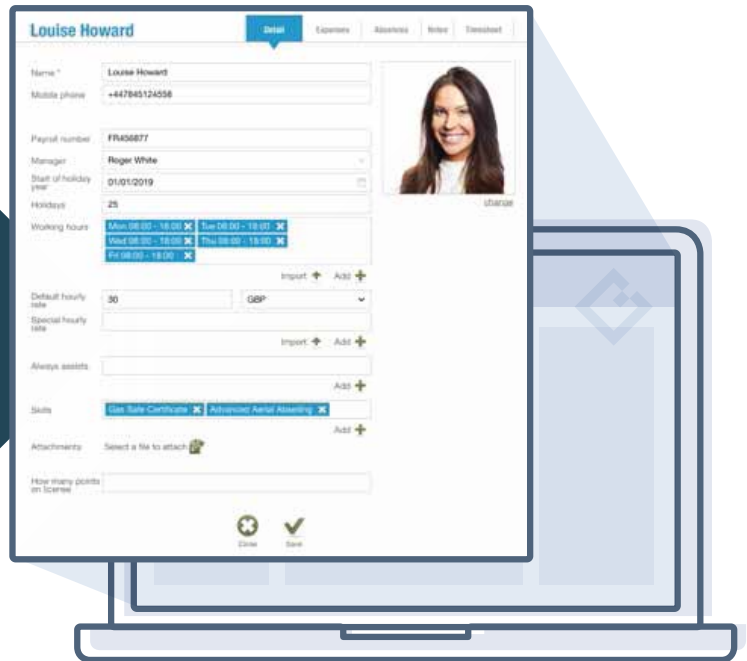 Louise Howard
Detail Expenses Absences Notes Timesheet
Name * Louise Howard
Mobile phone +447845124558
Payroll number FR456877
Manager Roger White
Start of holiday
year 01/01/2019
Holidays 25
change
Working hours Mon 08:00 - 18:00 Tue 08:00 - 18:00
Wed 08:00 - 18:00 Thu 08:00 - 18:00
Fri 08:00 - 18:00
Import Add
Default hourly
rate 30 GBP
Special hourly
rate
Import Add
Always assists
Add
Skills Gas Safe Certificate Advanced Aerial Abseiling
Add
Attachments Select a file to attach
How many points
on license
Close Save